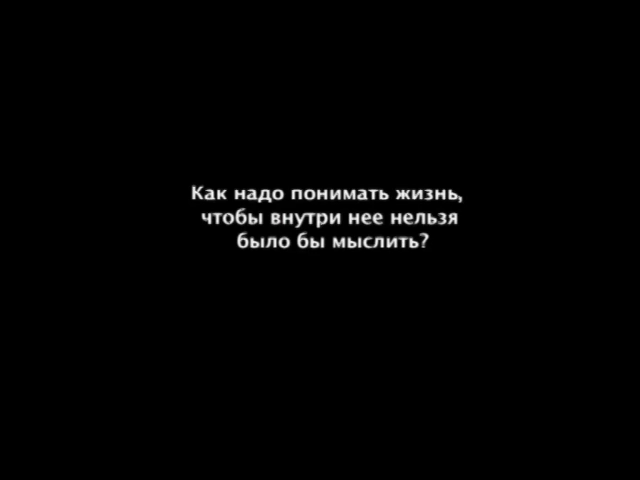 Как надо понимать жизнь,
чтобы внутри нее нельзя
было бы мыслить?